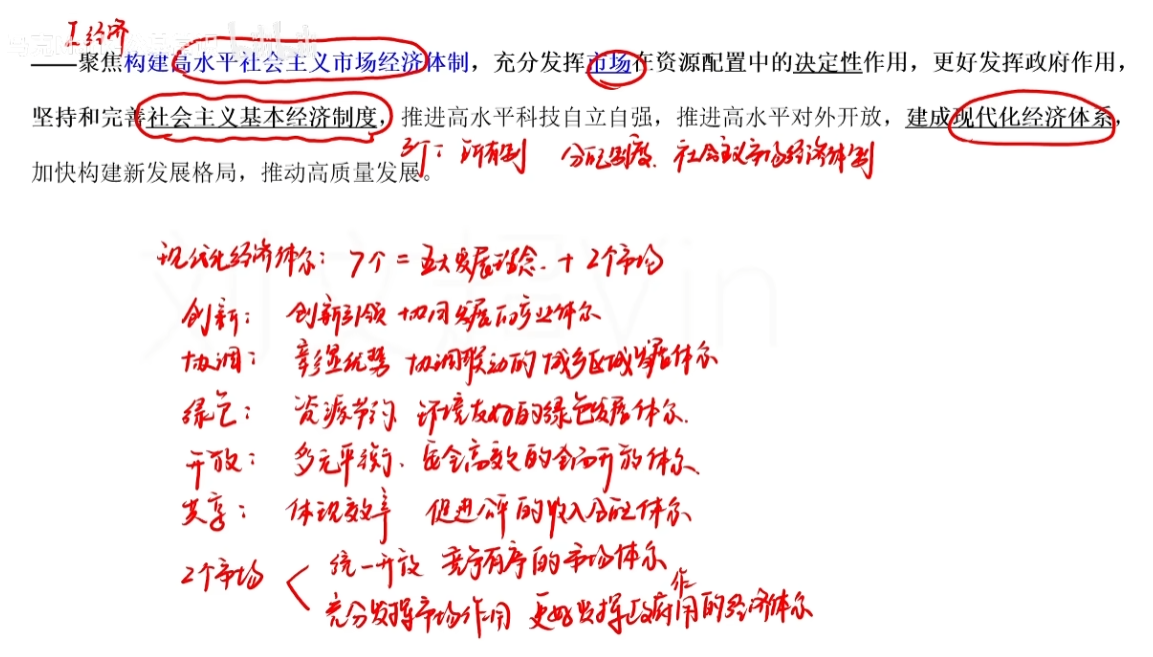 1 经济
——聚焦构建高水平社会主义市场经济体制，充分发挥市场在资源配置中的决定性作用，更好发挥政府作用，
坚持和完善社会主义基本经济制度，推进高水平科技自立自强，推进高水平对外开放，建成现代化经济体系，
3个：所有制 分配制度 社会主义市场经济体制
加快构建新发展格局，推动高质量发展。
现代化经济体系：7个＝五大发展理念＋2个市场
创新：创新引领 协同发展的产业体系
协调：彰显优势 协调联动的城乡区域发展体系
绿色：资源节约 环境友好的绿色发展体系.
开放：多元平衡、安全高效的全面开放体系
共享：体现效率 促进公平的收入分配体系
2个市场
统一开放 竞争有序的市场体系
充分发挥市场作用 更好发挥政府作用的经济体系